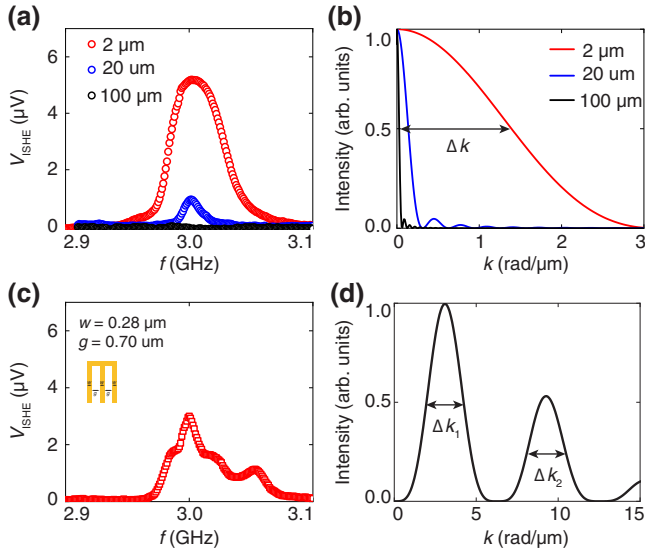 (a)
6
4
2
0
V_ISHE (μV)
2 μm
20 um
100 μm
2.9
3.0
3.1
f (GHz)
(b)
1.0
0.5
0.0
Intensity (arb. units)
2 μm
20 μm
100 μm
Δk
0
1
2
3
k (rad/μm)
(c)
6
4
2
0
V_ISHE (μV)
w = 0.28 μm
g = 0.70 um
2.9
3.0
3.1
f (GHz)
(d)
1.0
0.5
0.0
Intensity (arb. units)
Δk₁
Δk₂
0
5
10
15
k (rad/μm)